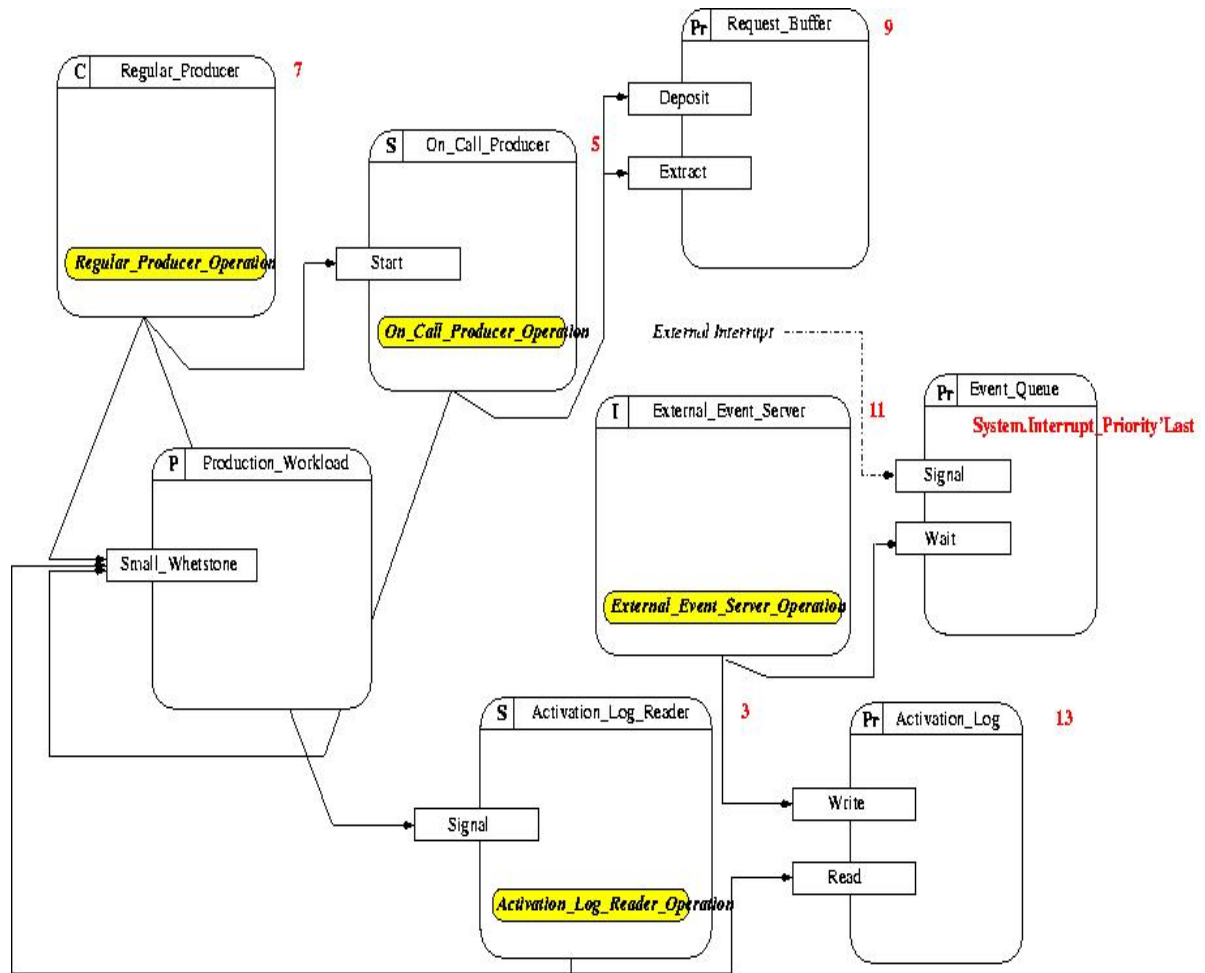 Pr Request_Buffer 9
C Regular_Producer 7
Deposit
S On_Call_Producer 5
Extract
Regular_Producer_Operation
Start
On_Call_Producer_Operation
External Interrupt
Pr Event_Queue
I External_Event_Server 11
System.Interrupt_Priority'Last
P Production_Workload
Signal
Wait
Small_Whetstone
External_Event_Server_Operation
S Activation_Log_Reader 3
Pr Activation_Log 13
Write
Signal
Read
Activation_Log_Reader_Operation